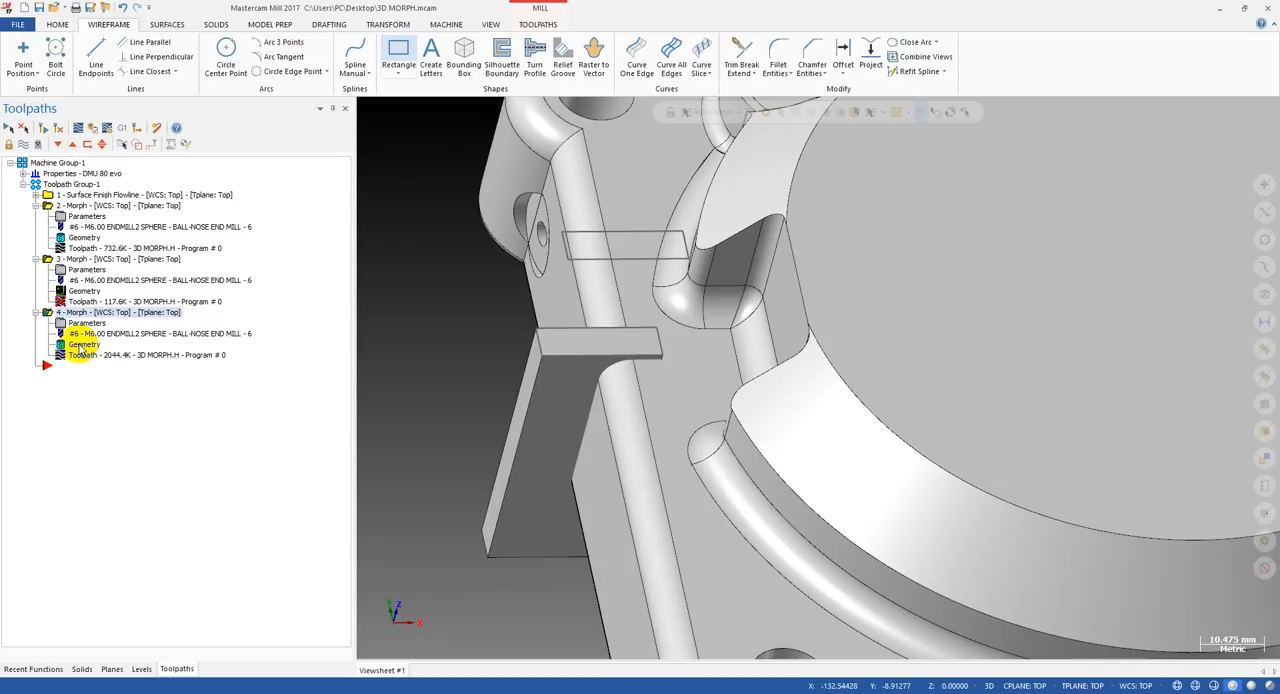 Mastercam Mill 2017 C:\Users\PC\Desktop\3D MORPH.mcam
MILL
FILE HOME WIREFRAME SURFACES SOLIDS MODEL PREP DRAFTING TRANSFORM MACHINE VIEW TOOLPATHS
Point Position
Bolt Circle
Points
Line Endpoints
Line Parallel
Line Perpendicular
Line Closest
Lines
Circle Center Point
Arc 3 Points
Arc Tangent
Circle Edge Point
Arcs
Spline Manual
Splines
Rectangle
Create Letters
Bounding Box
Silhouette Boundary
Turn Profile
Relief Groove
Raster to Vector
Shapes
Curve One Edge
Curve All Edges
Curve Slice
Curves
Trim Break Extend
Fillet Entities
Chamfer Entities
Offset
Project
Close Arc
Combine Views
Refit Spline
Modify
Toolpaths
G1
Machine Group-1
Properties - DMU 80 evo
Toolpath Group-1
1 - Surface Finish Flowline - [WCS: Top] - [Tplane: Top]
2 - Morph - [WCS: Top] - [Tplane: Top]
Parameters
#6 - M6.00 ENDMILL2 SPHERE - BALL-NOSE END MILL - 6
Geometry
Toolpath - 732.6K - 3D MORPH.H - Program # 0
3 - Morph - [WCS: Top] - [Tplane: Top]
Parameters
#6 - M6.00 ENDMILL2 SPHERE - BALL-NOSE END MILL - 6
Geometry
Toolpath - 117.6K - 3D MORPH.H - Program # 0
4 - Morph - [WCS: Top] - [Tplane: Top]
Parameters
#6 - M6.00 ENDMILL2 SPHERE - BALL-NOSE END MILL - 6
Geometry
Toolpath - 2044.4K - 3D MORPH.H - Program # 0
Z
X
10.475 mm
Metric
Recent Functions Solids Planes Levels Toolpaths
Viewsheet #1
X: -132.54428 Y: -8.91277 Z: 0.00000 3D CPLANE: TOP TPLANE: TOP WCS: TOP